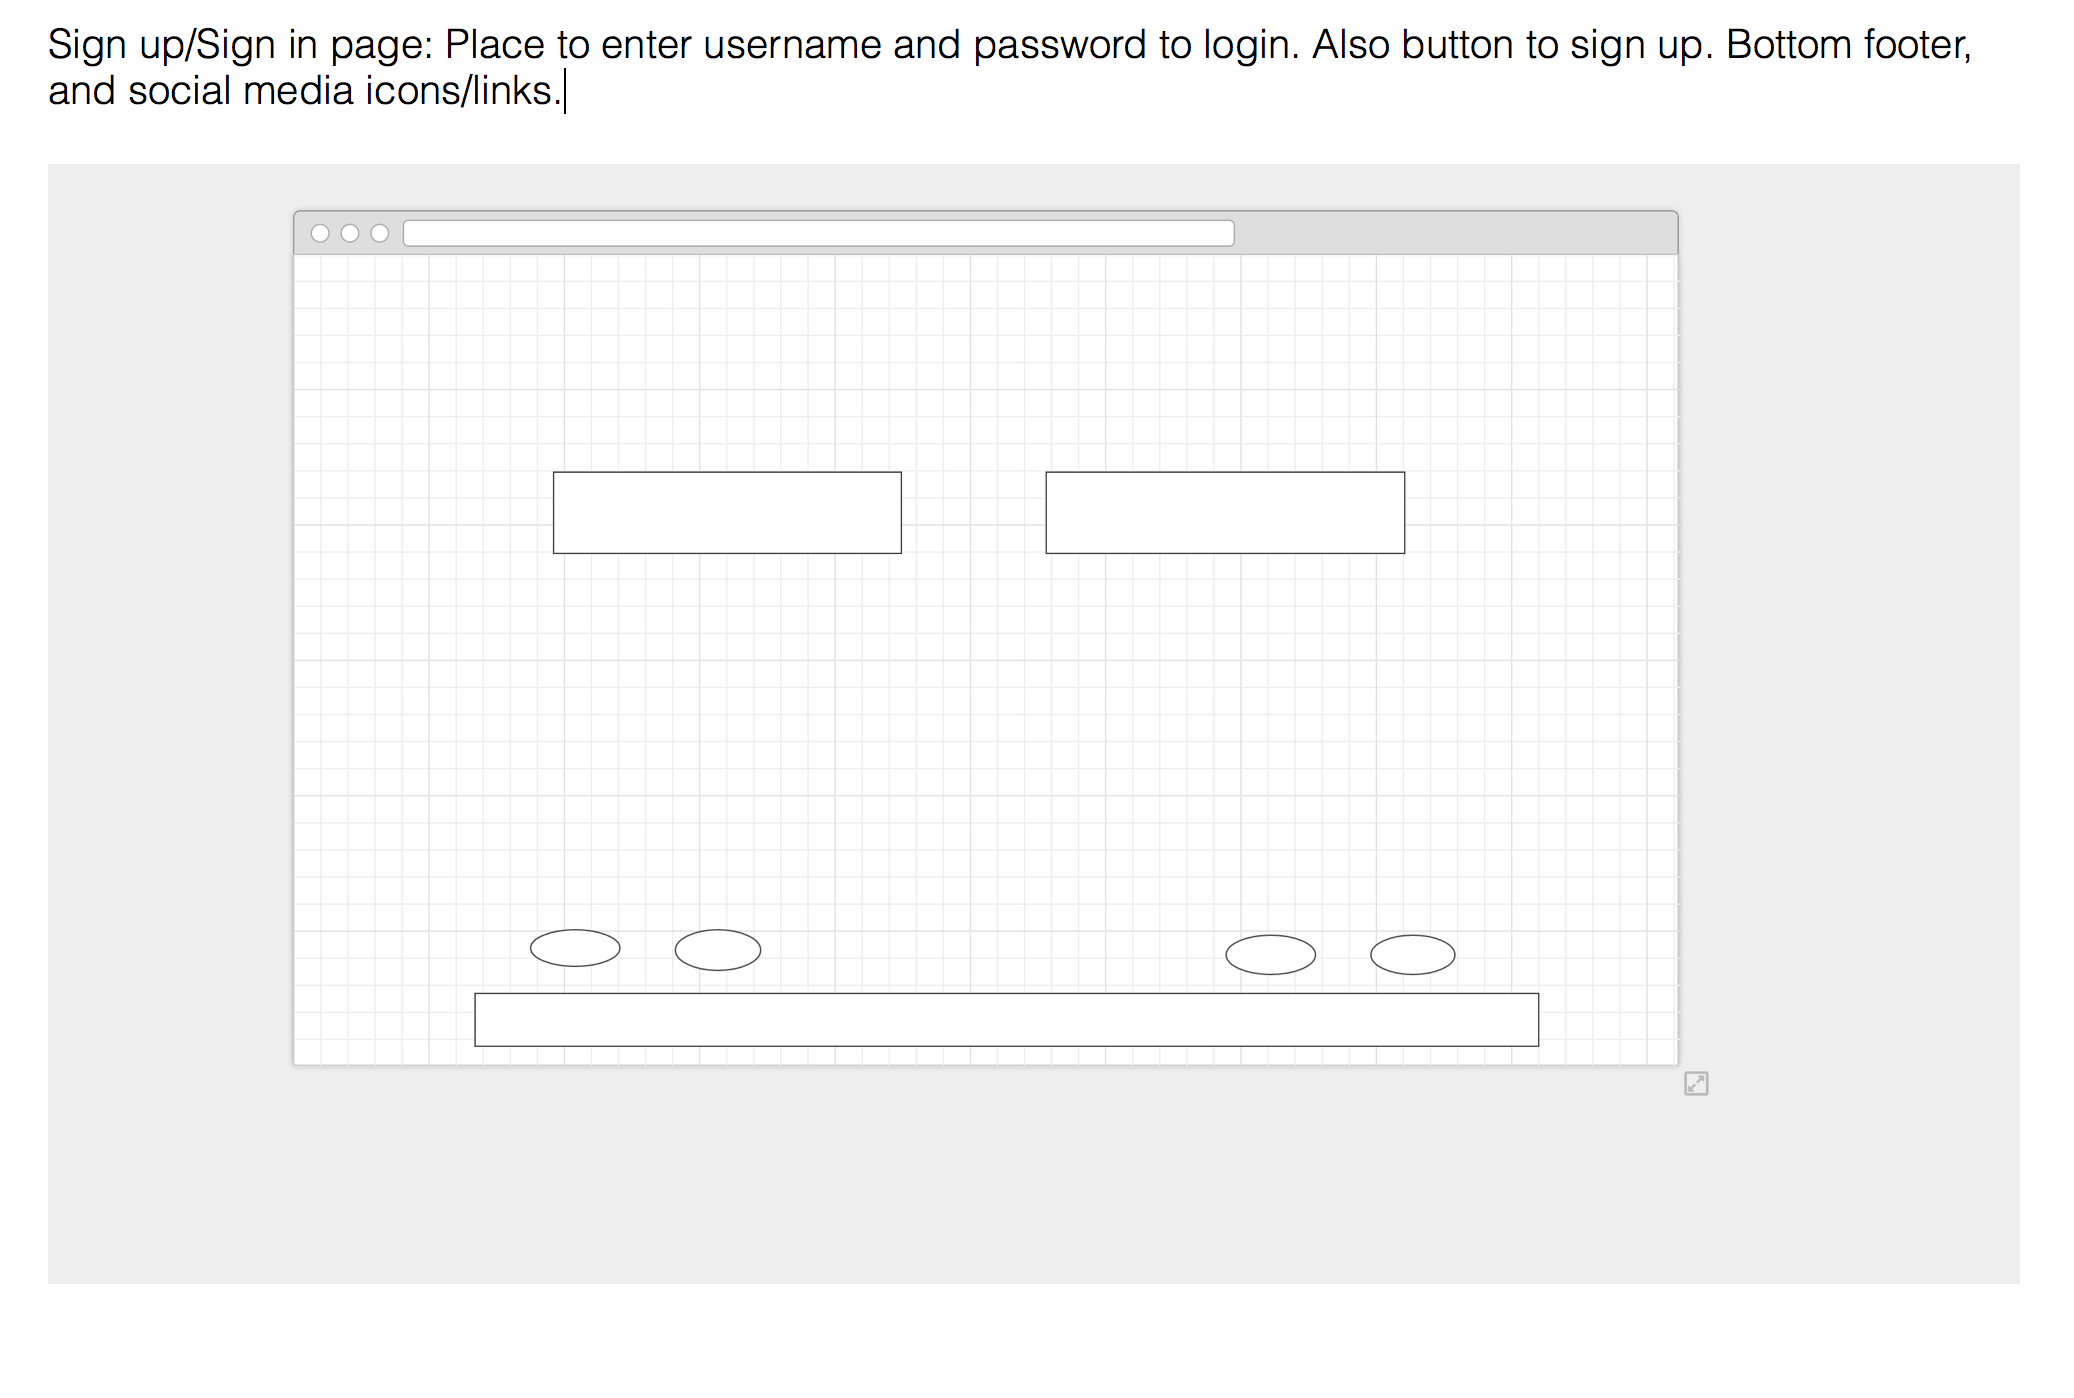 Sign up/Sign in page: Place to enter username and password to login. Also button to sign up. Bottom footer,
and social media icons/links.